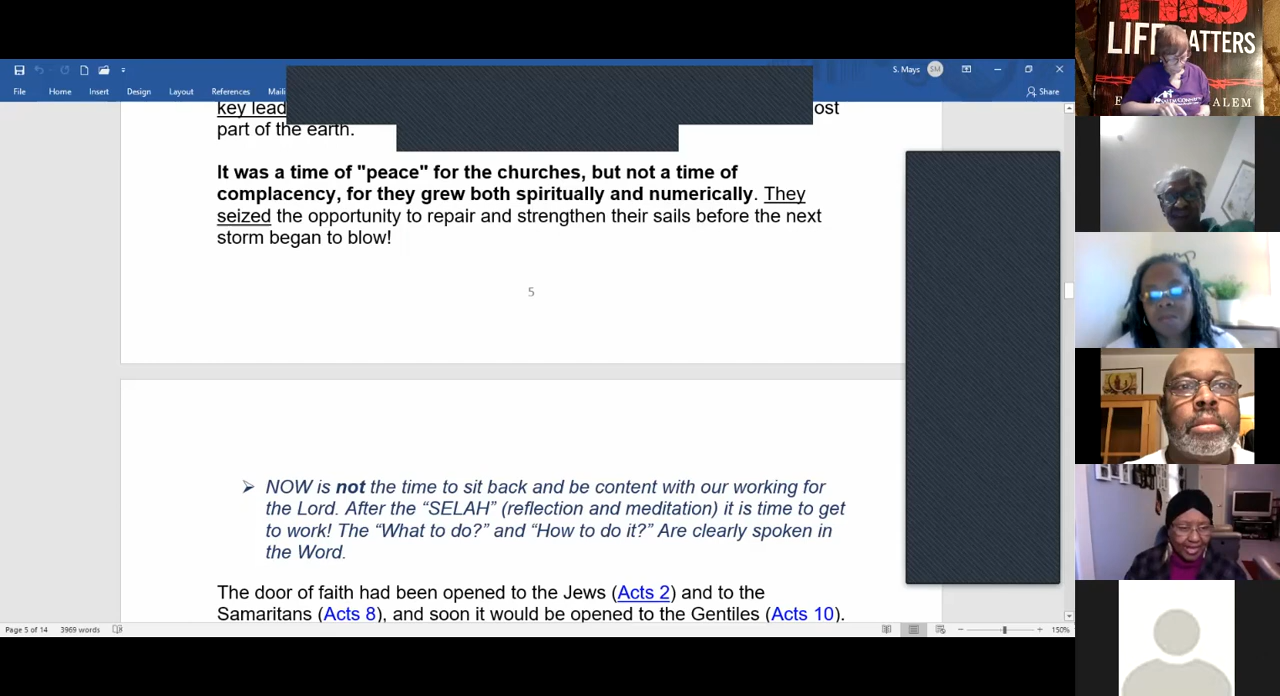 S. Mays SM
File Home Insert Design Layout References Maili
Share
key lead
ost
part of the earth.
It was a time of "peace" for the churches, but not a time of
complacency, for they grew both spiritually and numerically. They
seized the opportunity to repair and strengthen their sails before the next
storm began to blow!
5
➢ NOW is not the time to sit back and be content with our working for
the Lord. After the “SELAH” (reflection and meditation) it is time to get
to work! The “What to do?” and “How to do it?” Are clearly spoken in
the Word.
The door of faith had been opened to the Jews (Acts 2) and to the
Samaritans (Acts 8), and soon it would be opened to the Gentiles (Acts 10).
Page 5 of 14 3969 words
150%
HIS
LIFE MATTERS
ALEM